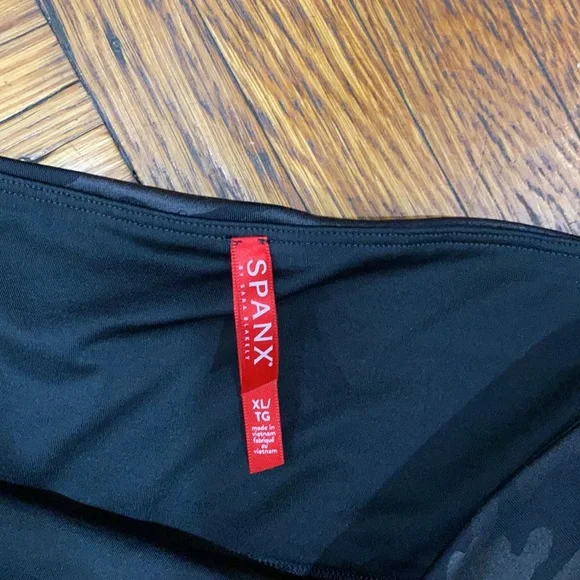 SPANX
BY SARA BLAKELY
XL/
TG
made in
vietnam
fabriqué
au
vietnam